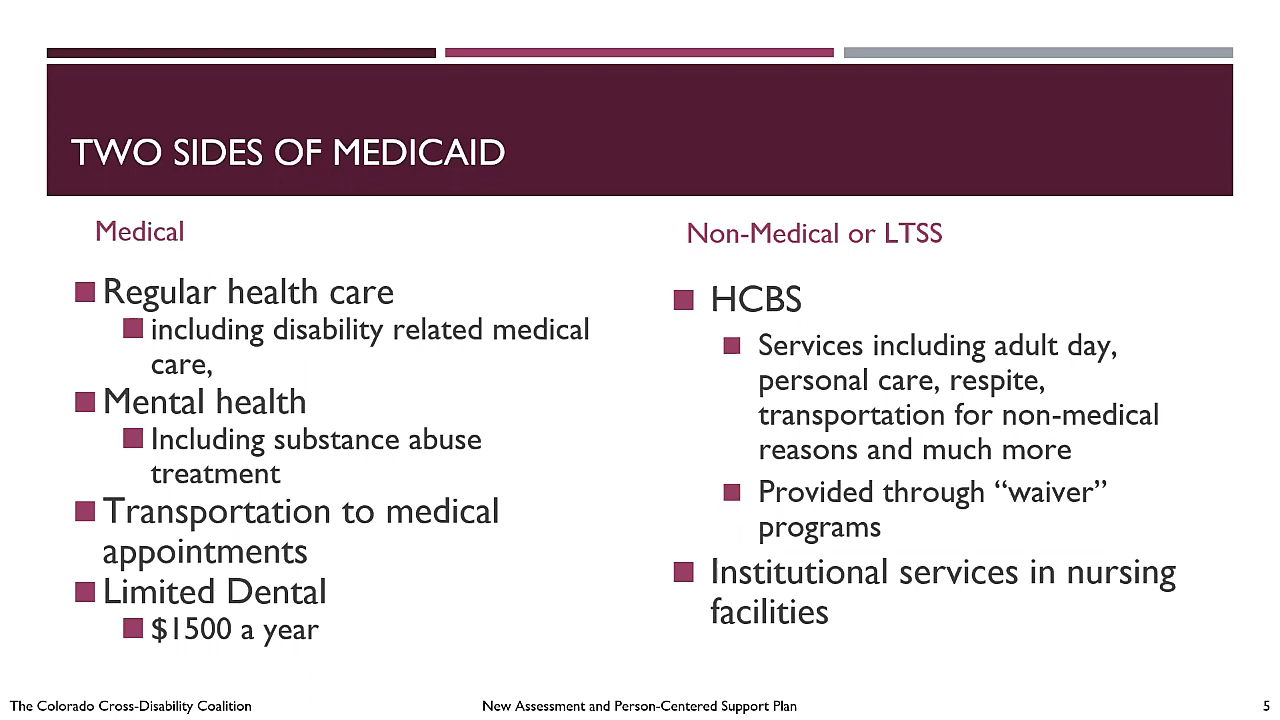 TWO SIDES OF MEDICAID
Medical
Regular health care
including disability related medical
care,
Mental health
Including substance abuse
treatment
Transportation to medical
appointments
Limited Dental
$1500 a year
Non-Medical or LTSS
HCBS
Services including adult day,
personal care, respite,
transportation for non-medical
reasons and much more
Provided through “waiver”
programs
Institutional services in nursing
facilities
The Colorado Cross-Disability Coalition
New Assessment and Person-Centered Support Plan
5